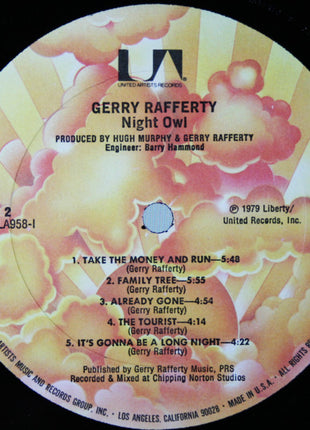 UA
UNITED ARTISTS RECORDS
GERRY RAFFERTY
Night Owl
PRODUCED BY HUGH MURPHY & GERRY RAFFERTY
Engineer: Barry Hammond
2
LA958-I
℗ 1979 Liberty/
United Records, Inc.
1. TAKE THE MONEY AND RUN—5:48
(Gerry Rafferty)
2. FAMILY TREE—5:55
(Gerry Rafferty)
3. ALREADY GONE—4:54
(Gerry Rafferty)
4. THE TOURIST—4:14
(Gerry Rafferty)
5. IT'S GONNA BE A LONG NIGHT—4:22
(Gerry Rafferty)
Published by Gerry Rafferty Music, PRS
Recorded & Mixed at Chipping Norton Studios
ARTISTS MUSIC AND RECORDS GROUP, INC. • LOS ANGELES, CALIFORNIA 90028 • MADE IN U.S.A. • ALL RIGHTS